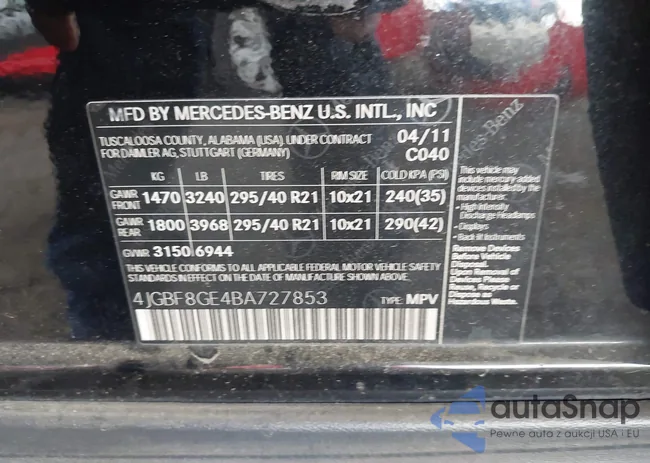 MFD BY MERCEDES-BENZ U.S. INTL., INC
TUSCALOOSA COUNTY, ALABAMA (USA). UNDER CONTRACT 04/11
FOR DAIMLER AG, STUTTGART (GERMANY) C040
KG LB TIRES RIM SIZE COLD KPA (PSI)
GAWR FRONT 1470 3240 295/40 R21 10x21 240(35)
GAWR REAR 1800 3968 295/40 R21 10x21 290(42)
GVWR 3150 6944
THIS VEHICLE CONFORMS TO ALL APPLICABLE FEDERAL MOTOR VEHICLE SAFETY
STANDARDS IN EFFECT ON THE DATE OF MANUFACTURE SHOWN ABOVE.
4JGBF8GE4BA727853 TYPE: MPV
This vehicle may
include mercury added
devices installed by the
manufacturer:
- High Intensity
Discharge Headlamps
- Displays
- Back lit Instruments
Remove Devices
Before Vehicle
Disposal.
Upon Removal of
Devices Please
Reuse, Recycle or
Dispose as
Hazardous Waste.
autaSnap
Pewne auta z aukcji USA i EU